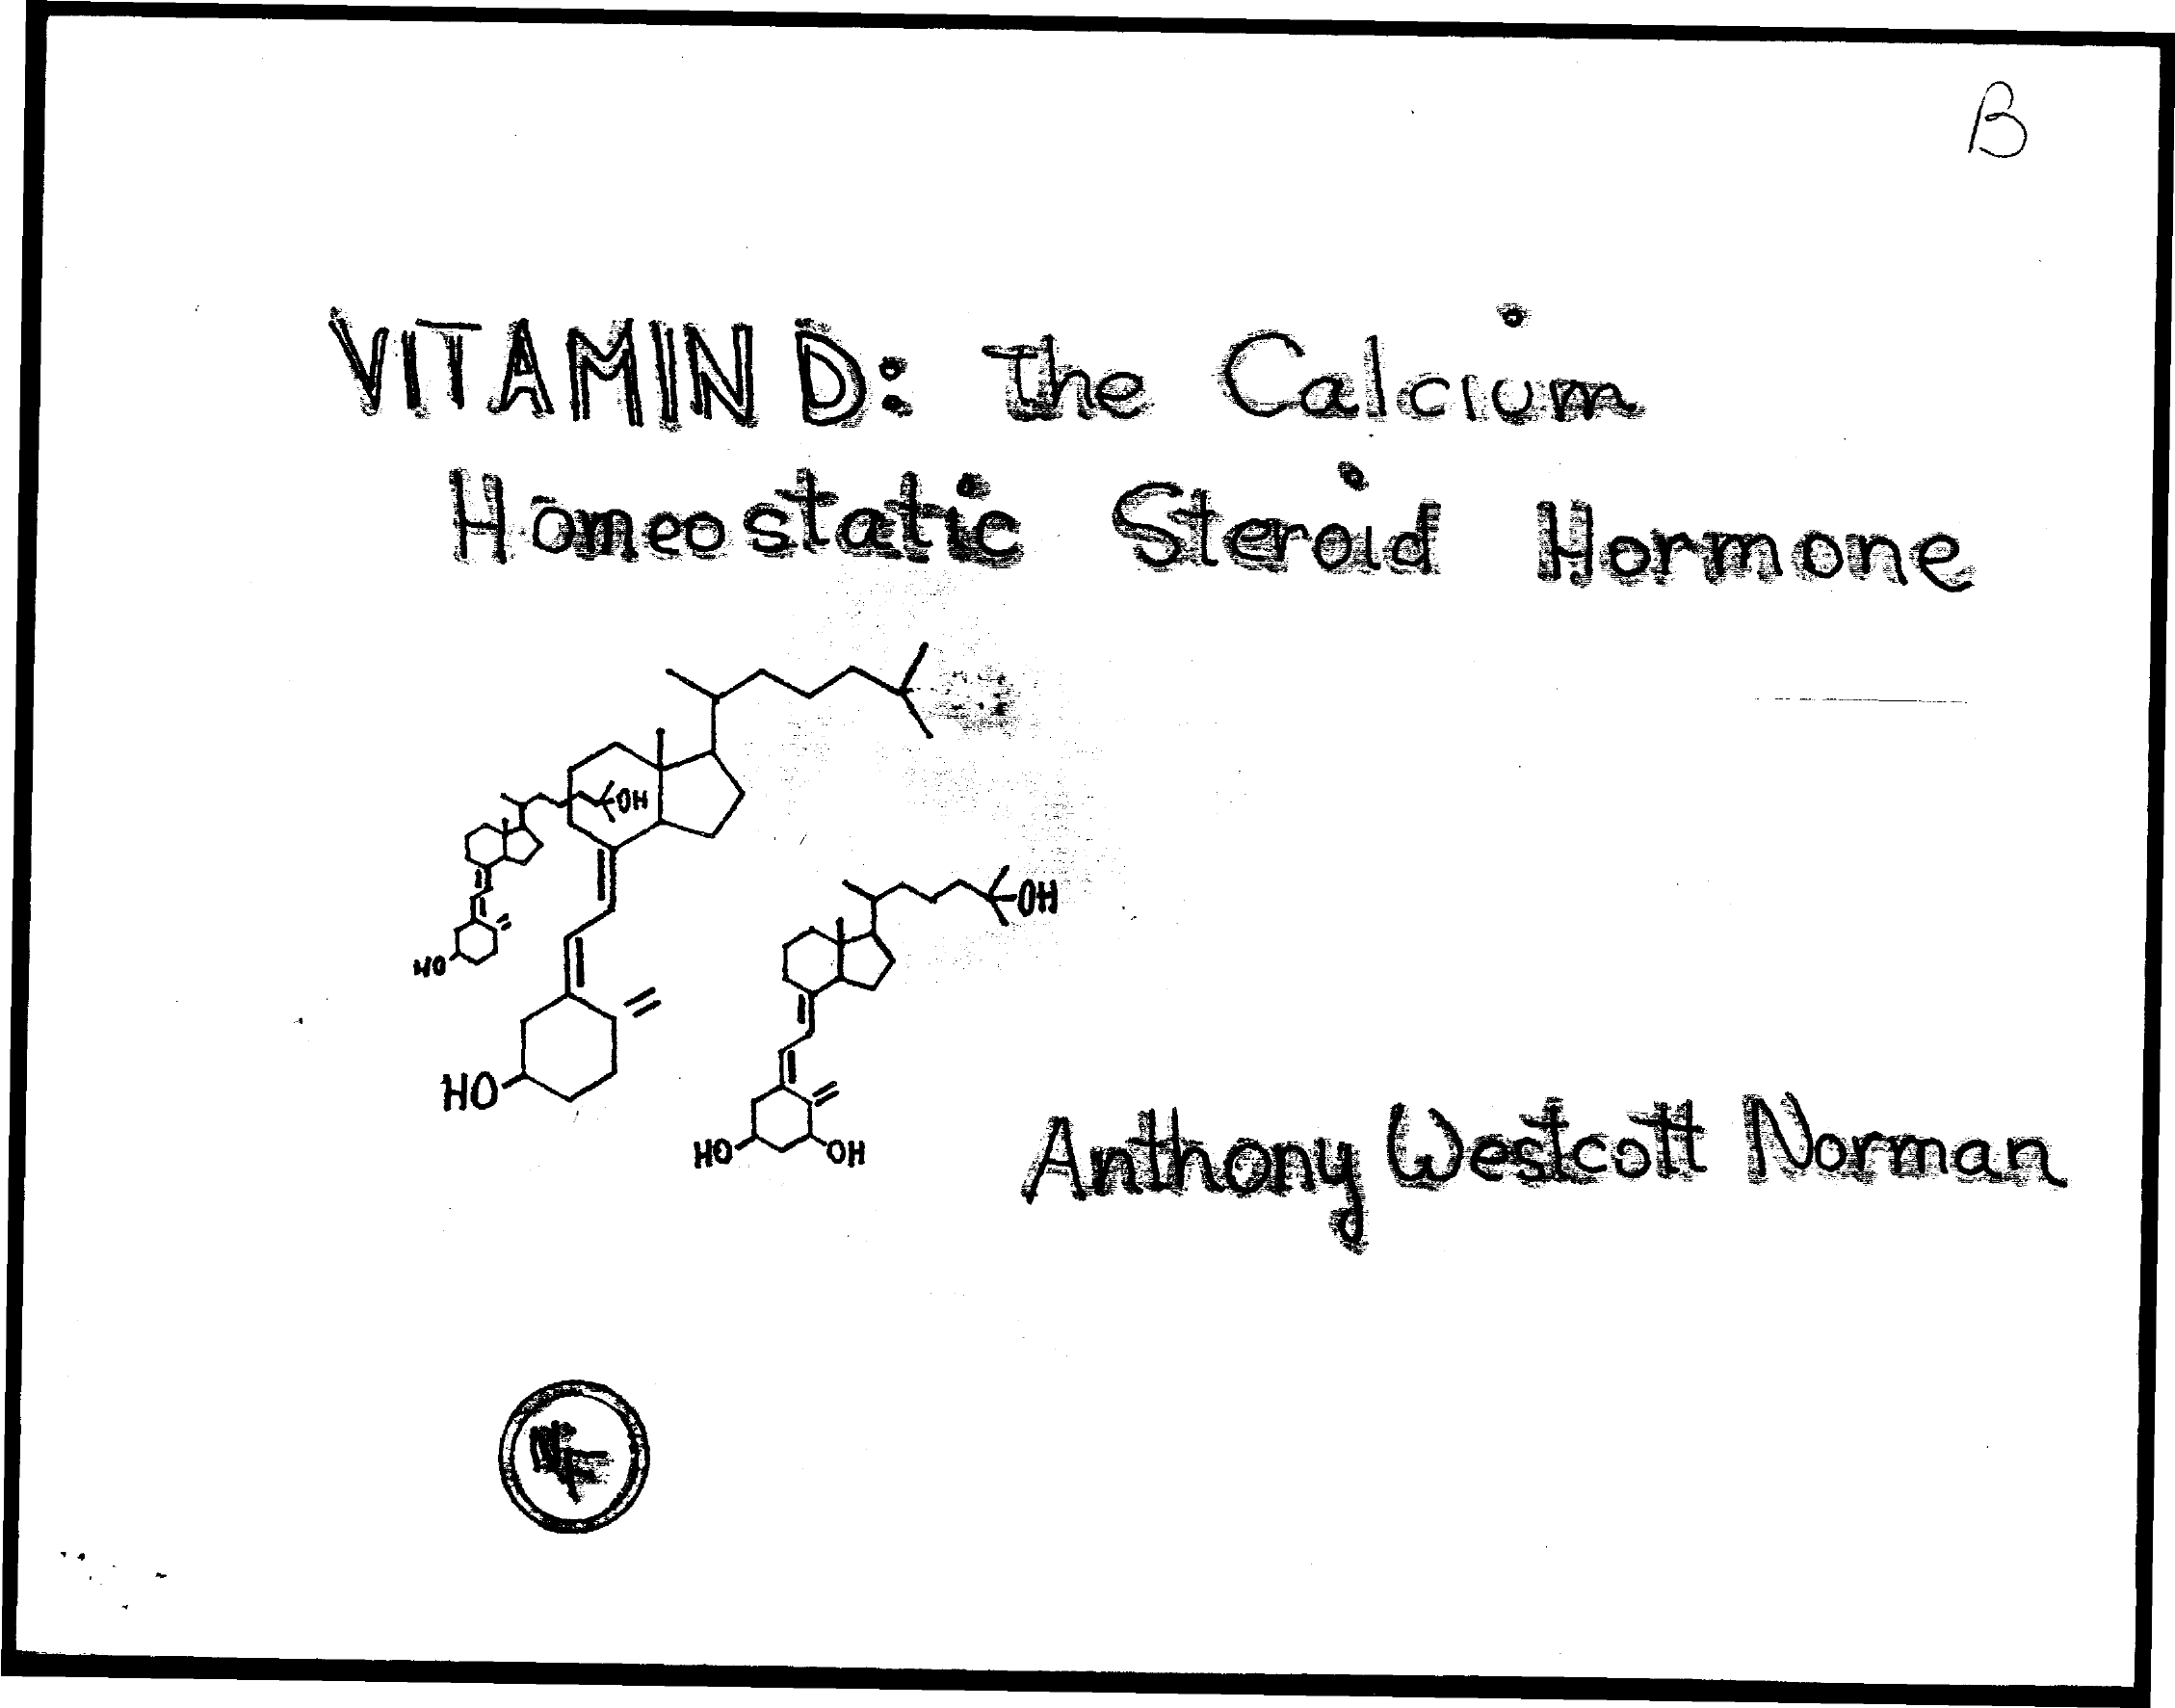 B
VITAMIN D: The Calcium
Homeostatic Steroid Hormone
OH
OH
HO
HO
HO
OH
Anthony Westcott Norman